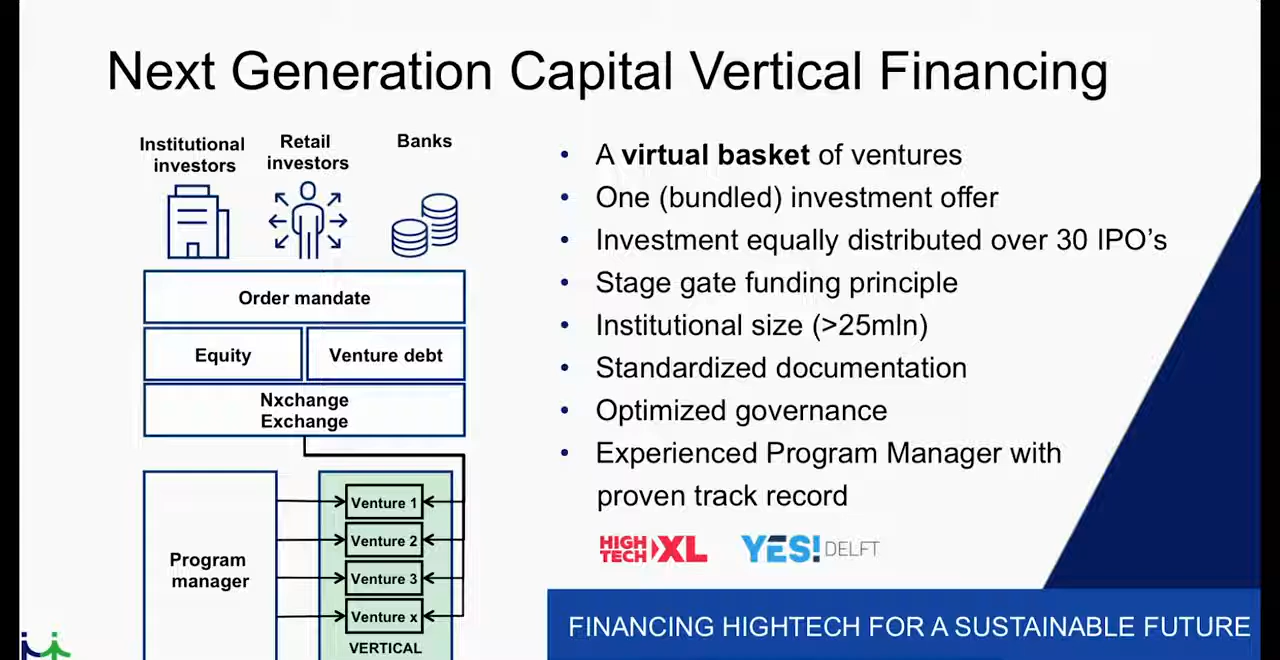 Next Generation Capital Vertical Financing
Institutional
investors
Retail
investors
Banks
Order mandate
Equity
Venture debt
Nxchange
Exchange
Program
manager
Venture 1
Venture 2
Venture 3
Venture x
VERTICAL
• A virtual basket of ventures
• One (bundled) investment offer
• Investment equally distributed over 30 IPO’s
• Stage gate funding principle
• Institutional size (>25mln)
• Standardized documentation
• Optimized governance
• Experienced Program Manager with
proven track record
HIGH
TECH XL
YES! DELFT
FINANCING HIGHTECH FOR A SUSTAINABLE FUTURE